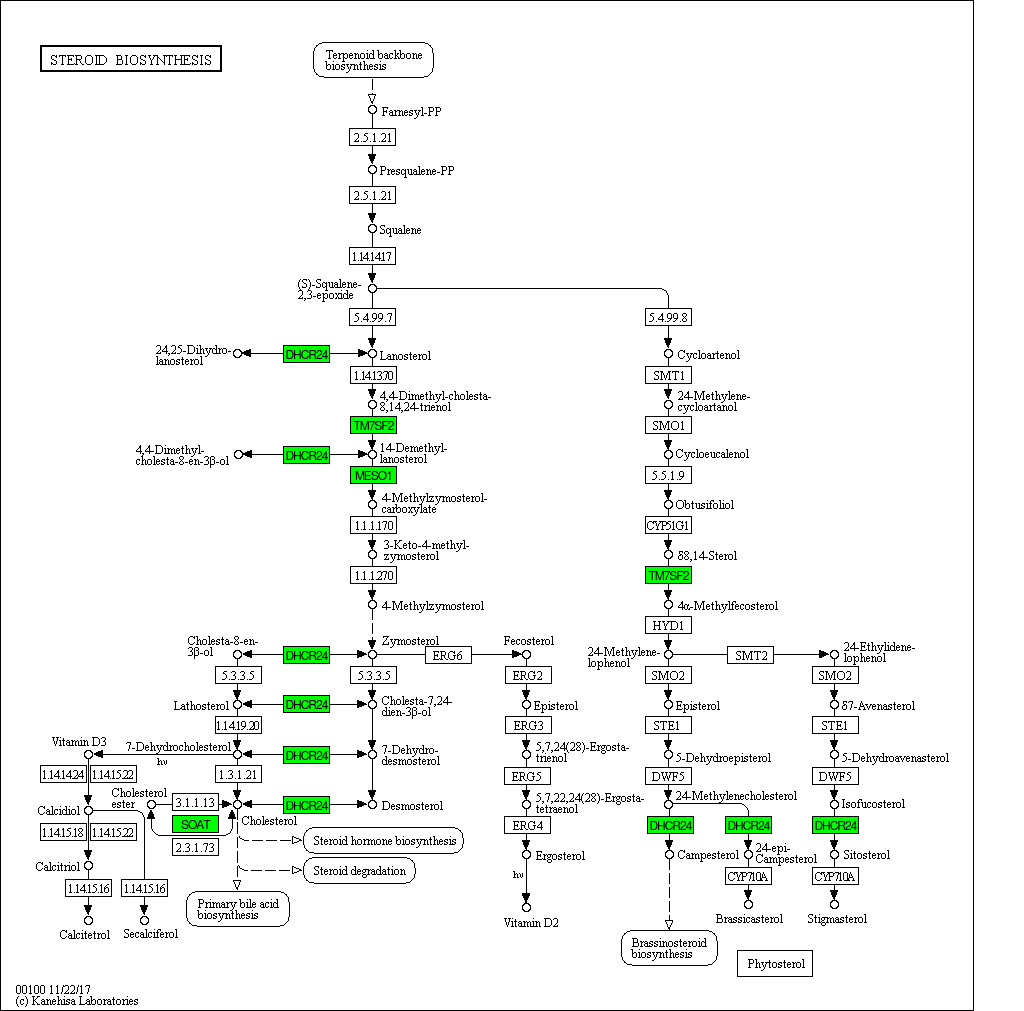 STEROID BIOSYNTHESIS
Terpenoid backbone
biosynthesis
Farnesyl-PP
2.5.1.21
Presqualene-PP
2.5.1.21
Squalene
1.14.14.17
(S)-Squalene-
2,3-epoxide
5.4.99.7
5.4.99.8
24,25-Dihydro-
lanosterol
DHCR24
Lanosterol
Cycloartenol
1.14.13.70
SMT1
4,4-Dimethyl-cholesta-
8,14,24-trienol
24-Methylene-
cycloartanol
TM7SF2
SMO1
4,4-Dimethyl-
cholesta-8-en-3β-ol
DHCR24
14-Demethyl-
lanosterol
Cycloeucalenol
MESO1
5.5.1.9
4-Methylzymosterol-
carboxylate
Obtusifoliol
1.1.1.170
CYP51G1
3-Keto-4-methyl-
zymosterol
δ8,14-Sterol
1.1.1.270
TM7SF2
4-Methylzymosterol
4α-Methylfecosterol
HYD1
Cholesta-8-en-
3β-ol
DHCR24
Zymosterol
ERG6
Fecosterol
24-Methylene-
lophenol
SMT2
24-Ethylidene-
lophenol
5.3.3.5
5.3.3.5
ERG2
SMO2
SMO2
Lathosterol
DHCR24
Cholesta-7,24-
dien-3β-ol
Episterol
Episterol
δ7-Avenasterol
1.14.19.20
ERG3
STE1
STE1
Vitamin D3
7-Dehydrocholesterol
hν
DHCR24
7-Dehydro-
desmosterol
5,7,24(28)-Ergosta-
trienol
5-Dehydroepisterol
5-Dehydroavenasterol
1.14.14.24
1.14.15.22
1.3.1.21
ERG5
DWF5
DWF5
Calcidiol
Cholesterol
ester
3.1.1.13
SOAT
2.3.1.73
Cholesterol
DHCR24
Desmosterol
5,7,22,24(28)-Ergosta-
tetraenol
24-Methylenecholesterol
Isofucosterol
1.14.15.18
1.14.15.22
ERG4
DHCR24
DHCR24
DHCR24
Steroid hormone biosynthesis
Calcitriol
Steroid degradation
Ergosterol
Campesterol
24-epi-
Campesterol
Sitosterol
1.14.15.16
1.14.15.16
hν
CYP710A
CYP710A
Primary bile acid
biosynthesis
Calcitetrol
Secalciferol
Vitamin D2
Brassicasterol
Stigmasterol
Brassinosteroid
biosynthesis
Phytosterol
00100 11/22/17
(c) Kanehisa Laboratories